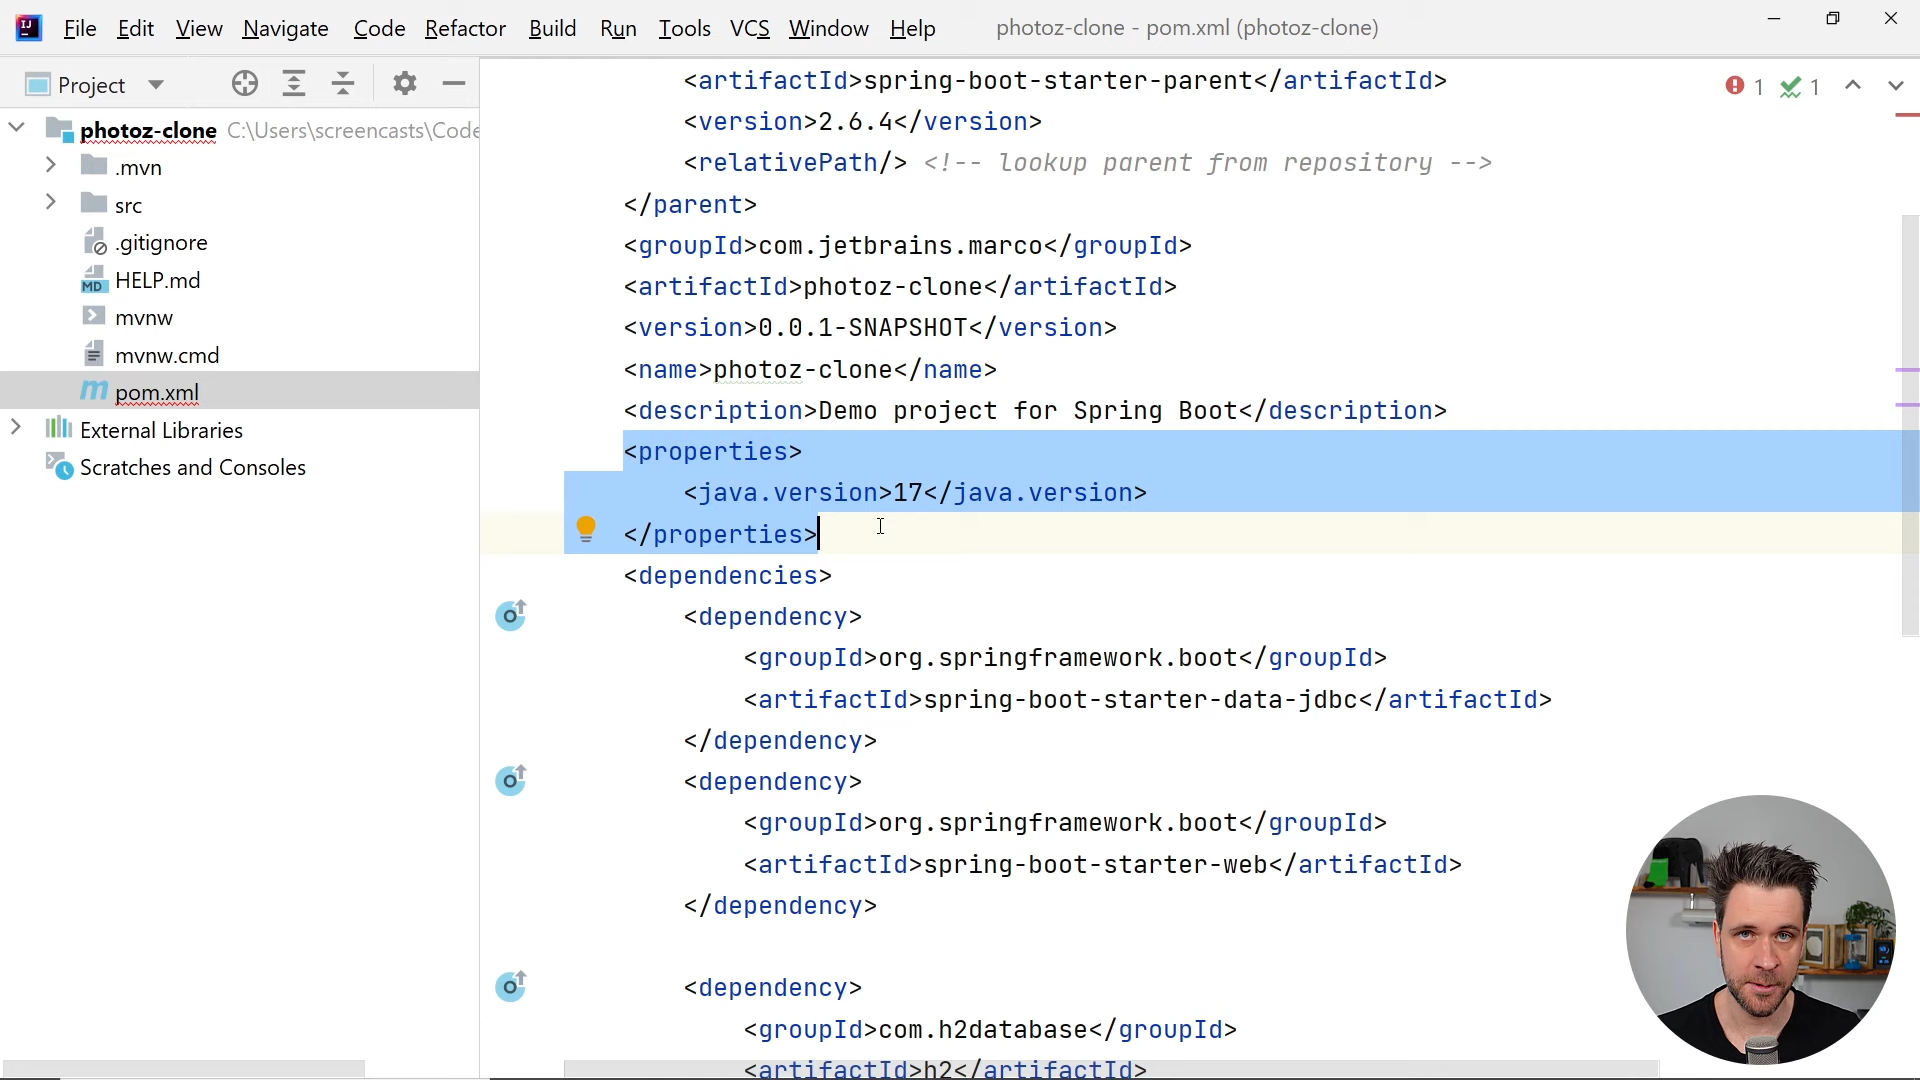 File Edit View Navigate Code Refactor Build Run Tools VCS Window Help photoz-clone - pom.xml (photoz-clone)
Project
photoz-clone C:\Users\screencasts\Code
.mvn
src
.gitignore
HELP.md
mvnw
mvnw.cmd
pom.xml
External Libraries
Scratches and Consoles
1 1
<artifactId>spring-boot-starter-parent</artifactId>
<version>2.6.4</version>
<relativePath/> <!-- lookup parent from repository -->
</parent>
<groupId>com.jetbrains.marco</groupId>
<artifactId>photoz-clone</artifactId>
<version>0.0.1-SNAPSHOT</version>
<name>photoz-clone</name>
<description>Demo project for Spring Boot</description>
<properties>
<java.version>17</java.version>
</properties>
<dependencies>
<dependency>
<groupId>org.springframework.boot</groupId>
<artifactId>spring-boot-starter-data-jdbc</artifactId>
</dependency>
<dependency>
<groupId>org.springframework.boot</groupId>
<artifactId>spring-boot-starter-web</artifactId>
</dependency>
<dependency>
<groupId>com.h2database</groupId>
<artifactId>h2</artifactId>